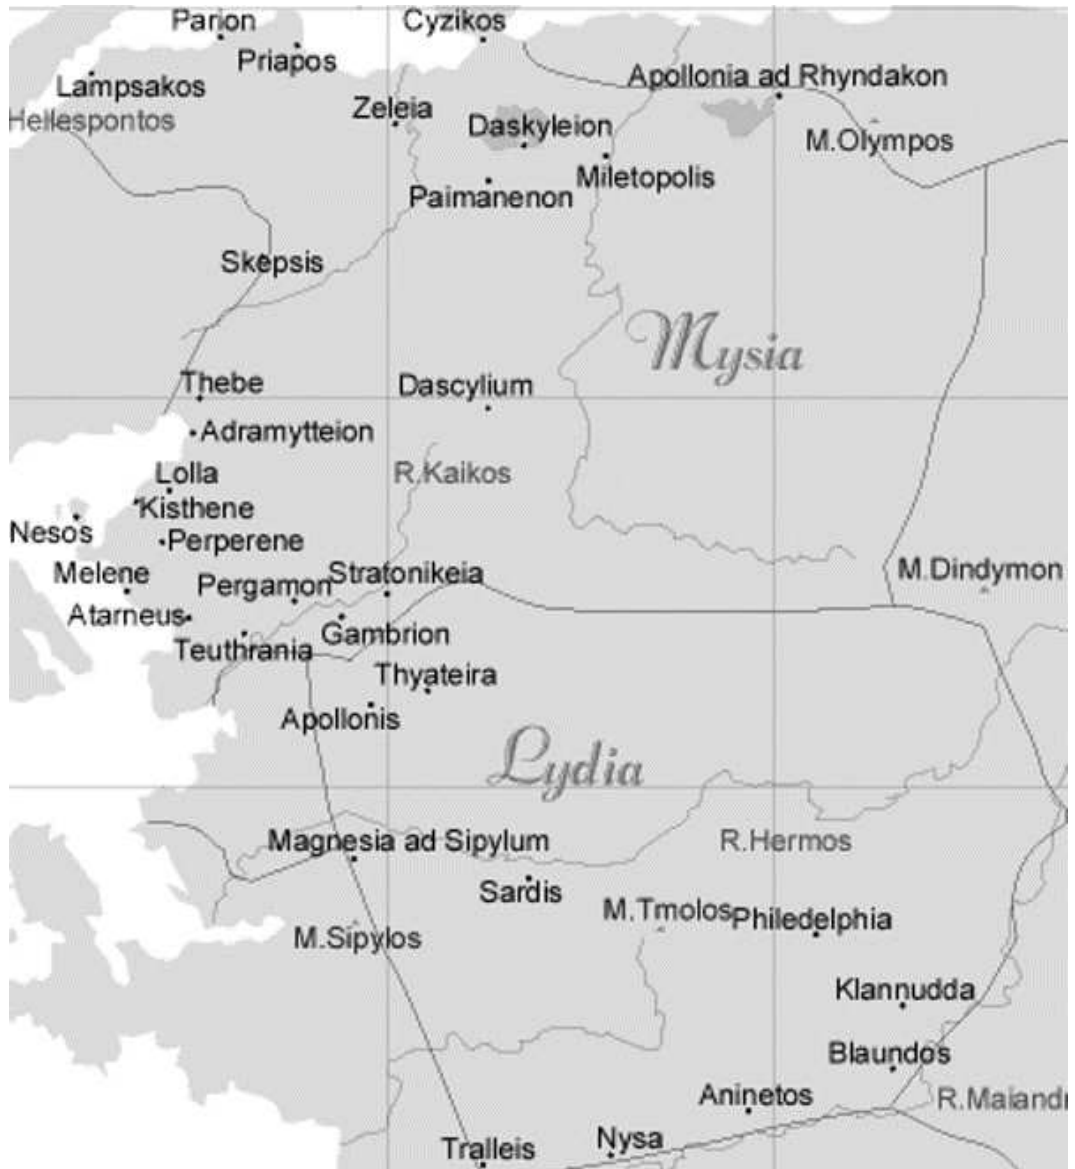 Parion
Cyzikos
Priapos
Lampsakos
Apollonia ad Rhyndakon
Zeleia
Hellespontos
Daskyleion
M.Olympos
Miletopolis
Paimanenon
Skepsis
Mysia
Thebe
Dascylium
Adramytteion
Lolla
R.Kaikos
Kisthene
Nesos
Perperene
Melene
Stratonikeia
M.Dindymon
Pergamon
Atarneus
Gambrion
Teuthrania
Thyateira
Apollonis
Lydia
Magnesia ad Sipylum
R.Hermos
Sardis
M.Tmolos
Philedelphia
M.Sipylos
Klannudda
Blaundos
Aninetos
R.Maiandr
Nysa
Tralleis